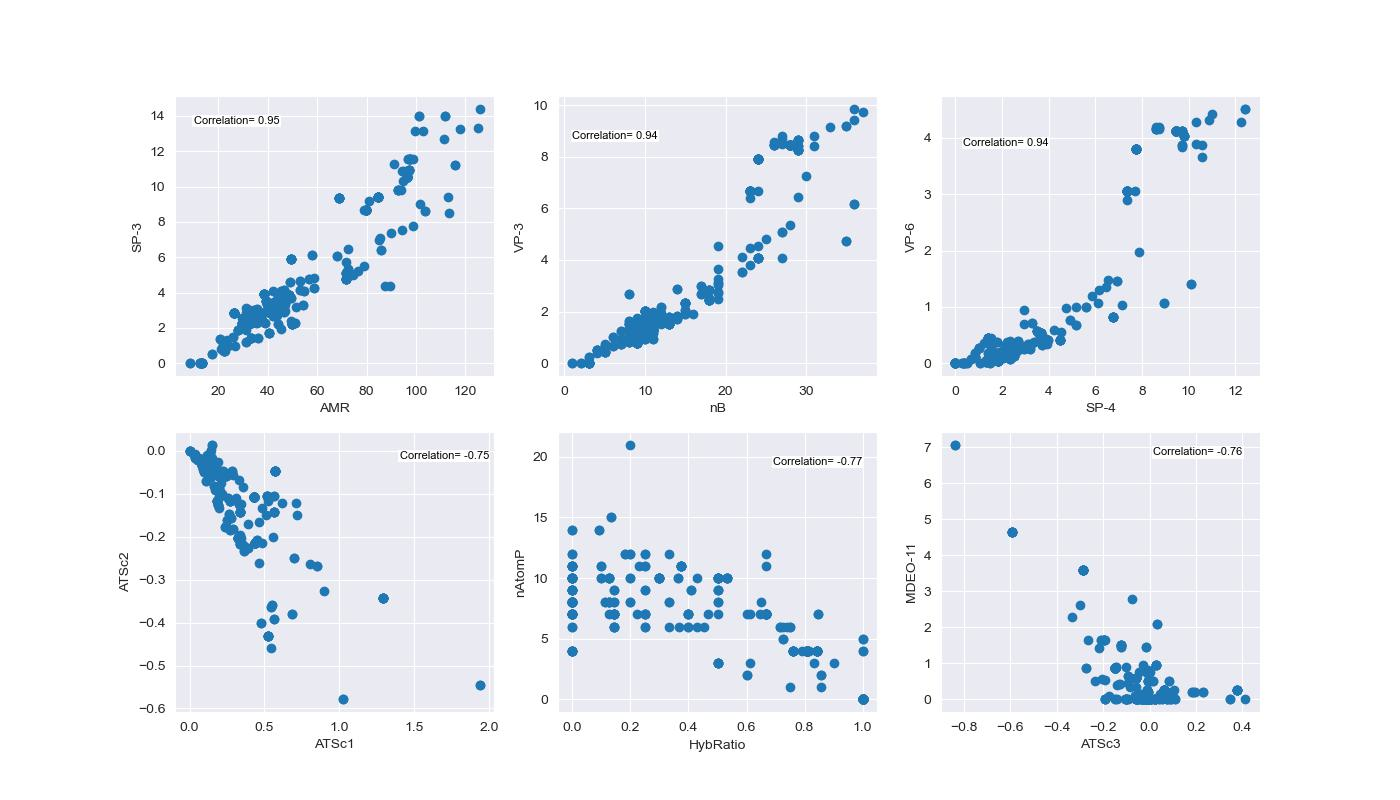 14
12
10
8
6
4
2
0
SP-3
Correlation= 0.95
20 40 60 80 100 120
AMR
10
8
6
4
2
0
VP-3
Correlation= 0.94
0 10 20 30
nB
4
3
2
1
0
VP-6
Correlation= 0.94
0 2 4 6 8 10 12
SP-4
0.0
−0.1
−0.2
−0.3
−0.4
−0.5
−0.6
ATSc2
Correlation= -0.75
0.0 0.5 1.0 1.5 2.0
ATSc1
20
15
10
5
0
nAtomP
Correlation= -0.77
0.0 0.2 0.4 0.6 0.8 1.0
HybRatio
7
6
5
4
3
2
1
0
MDEO-11
Correlation= -0.76
−0.8 −0.6 −0.4 −0.2 0.0 0.2 0.4
ATSc3